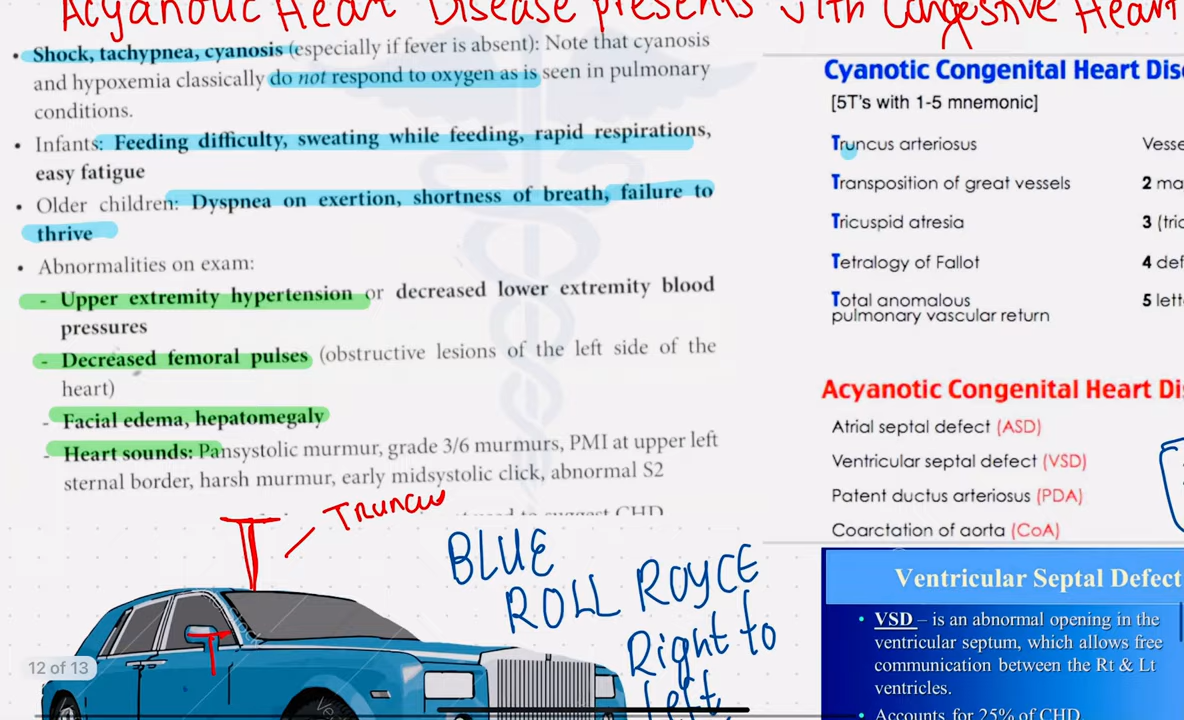 Acyanotic Heart Disease presents with Congestive Heart
• Shock, tachypnea, cyanosis (especially if fever is absent): Note that cyanosis
and hypoxemia classically do not respond to oxygen as is seen in pulmonary
conditions.
• Infants: Feeding difficulty, sweating while feeding, rapid respirations,
easy fatigue
• Older children: Dyspnea on exertion, shortness of breath, failure to
thrive
• Abnormalities on exam:
- Upper extremity hypertension or decreased lower extremity blood
pressures
- Decreased femoral pulses (obstructive lesions of the left side of the
heart)
- Facial edema, hepatomegaly
- Heart sounds: Pansystolic murmur, grade 3/6 murmurs, PMI at upper left
sternal border, harsh murmur, early midsystolic click, abnormal S2
CHD
T
Truncus
T
BLUE
ROLL ROYCE
Right to
left
12 of 13
Cyanotic Congenital Heart Dis
[5T's with 1-5 mnemonic]
Truncus arteriosus Vesse
Transposition of great vessels 2 ma
Tricuspid atresia 3 (tric
Tetralogy of Fallot 4 def
Total anomalous 5 lett
pulmonary vascular return
Acyanotic Congenital Heart Di
Atrial septal defect (ASD)
Ventricular septal defect (VSD)
Patent ductus arteriosus (PDA)
Coarctation of aorta (CoA)
Ventricular Septal Defect
• VSD – is an abnormal opening in the
ventricular septum, which allows free
communication between the Rt & Lt
ventricles.
• Accounts for 25% of CHD